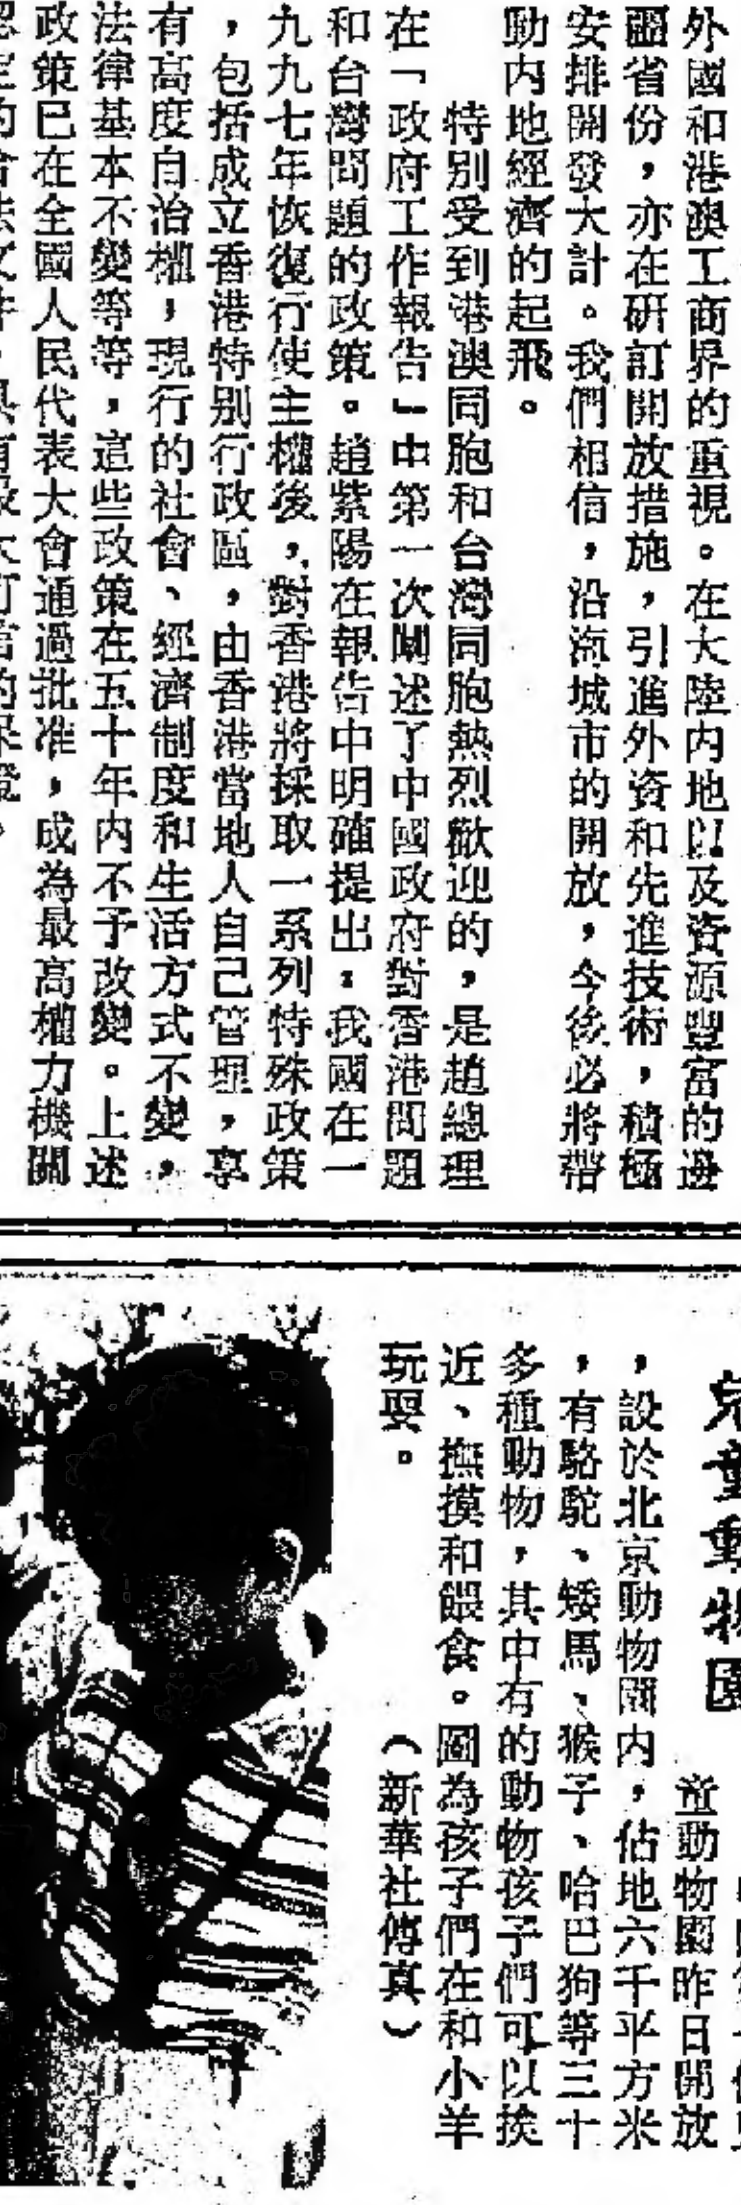 外國和港澳工商界的重視。在大陸內地以及資源豐富的邊
疆省份，亦在研訂開放措施，引進外資和先進技術，積極
安排開發大計。我們相信，沿海城市的開放，今後必將帶
動內地經濟的起飛。
特別受到港澳同胞和台灣同胞熱烈歡迎的，是趙總理
在「政府工作報告」中第一次闡述了中國政府對香港問題
和台灣問題的政策。趙紫陽在報告中明確提出：我國在一
九九七年恢復行使主權後，對香港將採取一系列特殊政策
，包括成立香港特別行政區，由香港當地人自己管理，享
有高度自治權，現行的社會、經濟制度和生活方式不變，
法律基本不變等等，這些政策在五十年內不予改變。上述
政策已在全國人民代表大會通過批准，成為最高權力機關
兒童動物園
童動物園昨日開放
，設於北京動物園內，佔地六千平方米
，有駱駝、矮馬、猴子、哈巴狗等三十
多種動物，其中有的動物孩子們可以挨
近、撫摸和餵食。圖為孩子們在和小羊
玩耍。（新華社傳真）